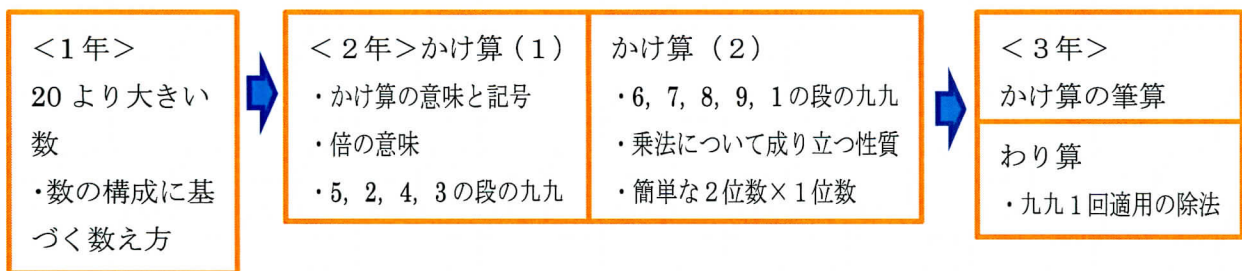 ＜1年＞
20 より大きい
数
・数の構成に基
づく数え方
＜２年＞かけ算（1）
・かけ算の意味と記号
・倍の意味
・5，2，4，3の段の九九
かけ算（2）
・6，7，8，9，1の段の九九
・乗法について成り立つ性質
・簡単な２位数×１位数
＜３年＞
かけ算の筆算
わり算
・九九１回適用の除法